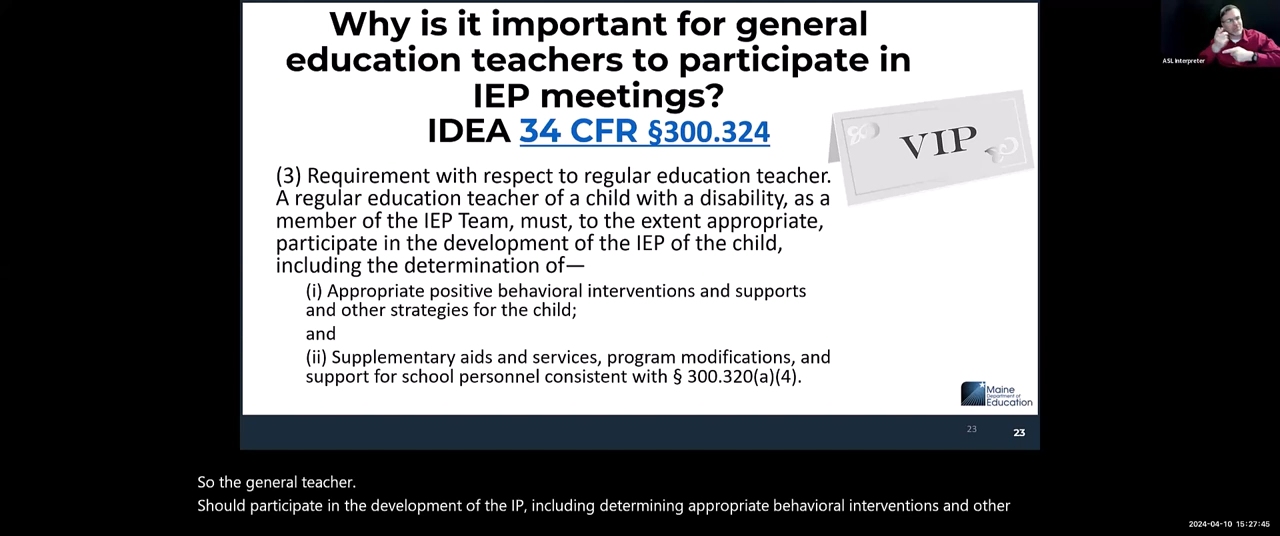 Why is it important for general
education teachers to participate in
IEP meetings?
IDEA 34 CFR §300.324
VIP
ASL Interpreter
(3) Requirement with respect to regular education teacher.
A regular education teacher of a child with a disability, as a
member of the IEP Team, must, to the extent appropriate,
participate in the development of the IEP of the child,
including the determination of—
(i) Appropriate positive behavioral interventions and supports
and other strategies for the child;
and
(ii) Supplementary aids and services, program modifications, and
support for school personnel consistent with § 300.320(a)(4).
Maine
Department of
Education
23
23
So the general teacher.
Should participate in the development of the IP, including determining appropriate behavioral interventions and other
2024-04-10 15:27:45